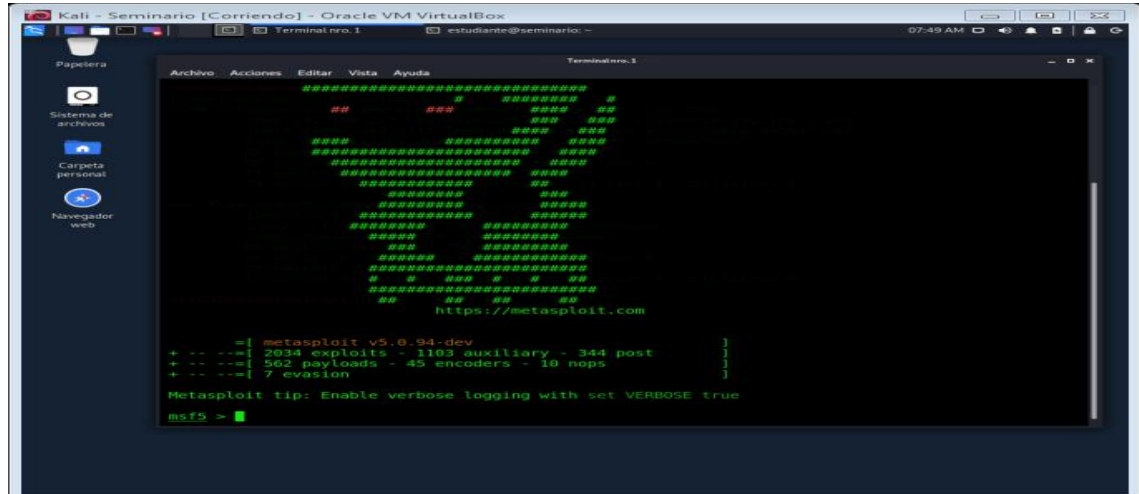 Kali - Seminario [Corriendo] - Oracle VM VirtualBox
Terminal nro. 1
estudiante@seminario: ~
07:49 AM
Papelera
Sistema de
archivos
Carpeta
personal
Navegador
web
Terminal nro. 1
Archivo Acciones Editar Vista Ayuda
https://metasploit.com
=[ metasploit v5.0.94-dev ]
+ -- --=[ 2034 exploits - 1103 auxiliary - 344 post ]
+ -- --=[ 562 payloads - 45 encoders - 10 nops ]
+ -- --=[ 7 evasion ]
Metasploit tip: Enable verbose logging with set VERBOSE true
msf5 >